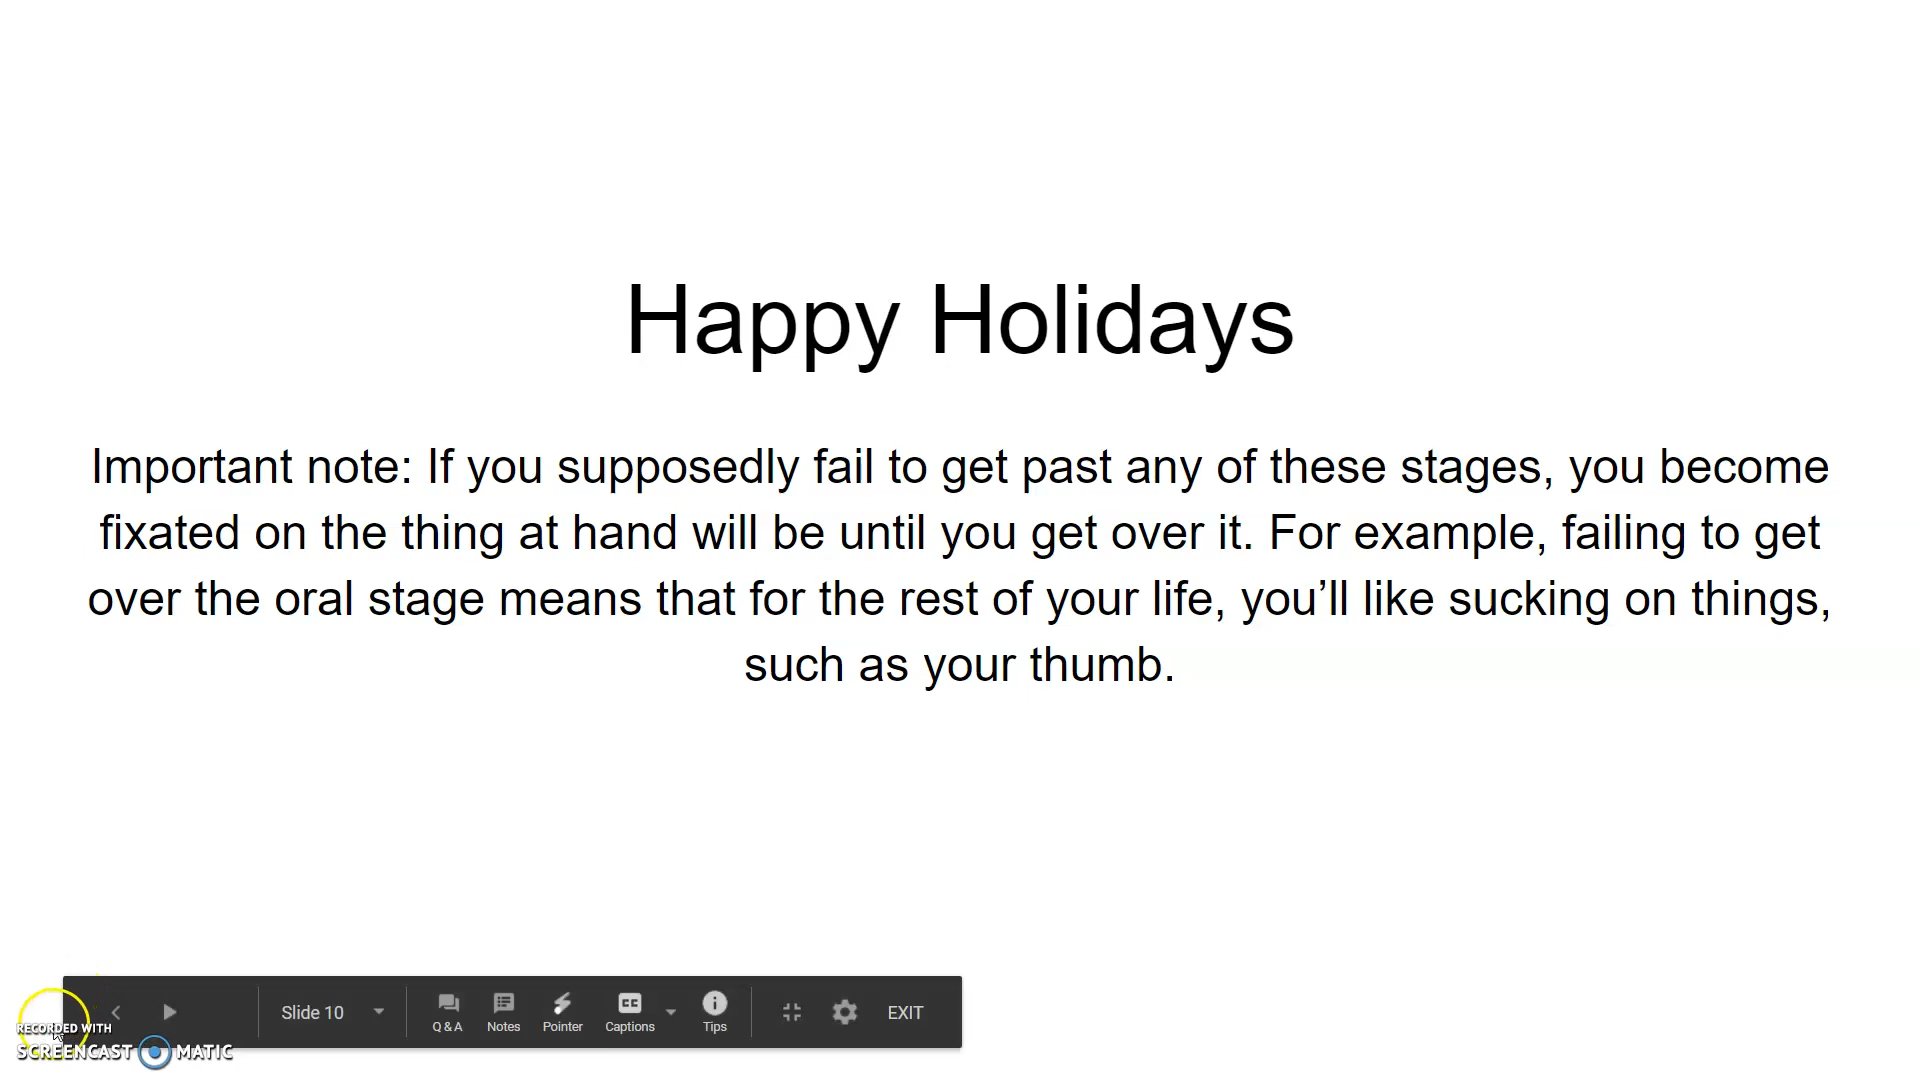 Happy Holidays
Important note: If you supposedly fail to get past any of these stages, you become
fixated on the thing at hand will be until you get over it. For example, failing to get
over the oral stage means that for the rest of your life, you’ll like sucking on things,
such as your thumb.
Slide 10
Q & A
Notes
CC
Pointer
Captions
Tips
EXIT
RECORDED WITH
SCREENCAST MATIC